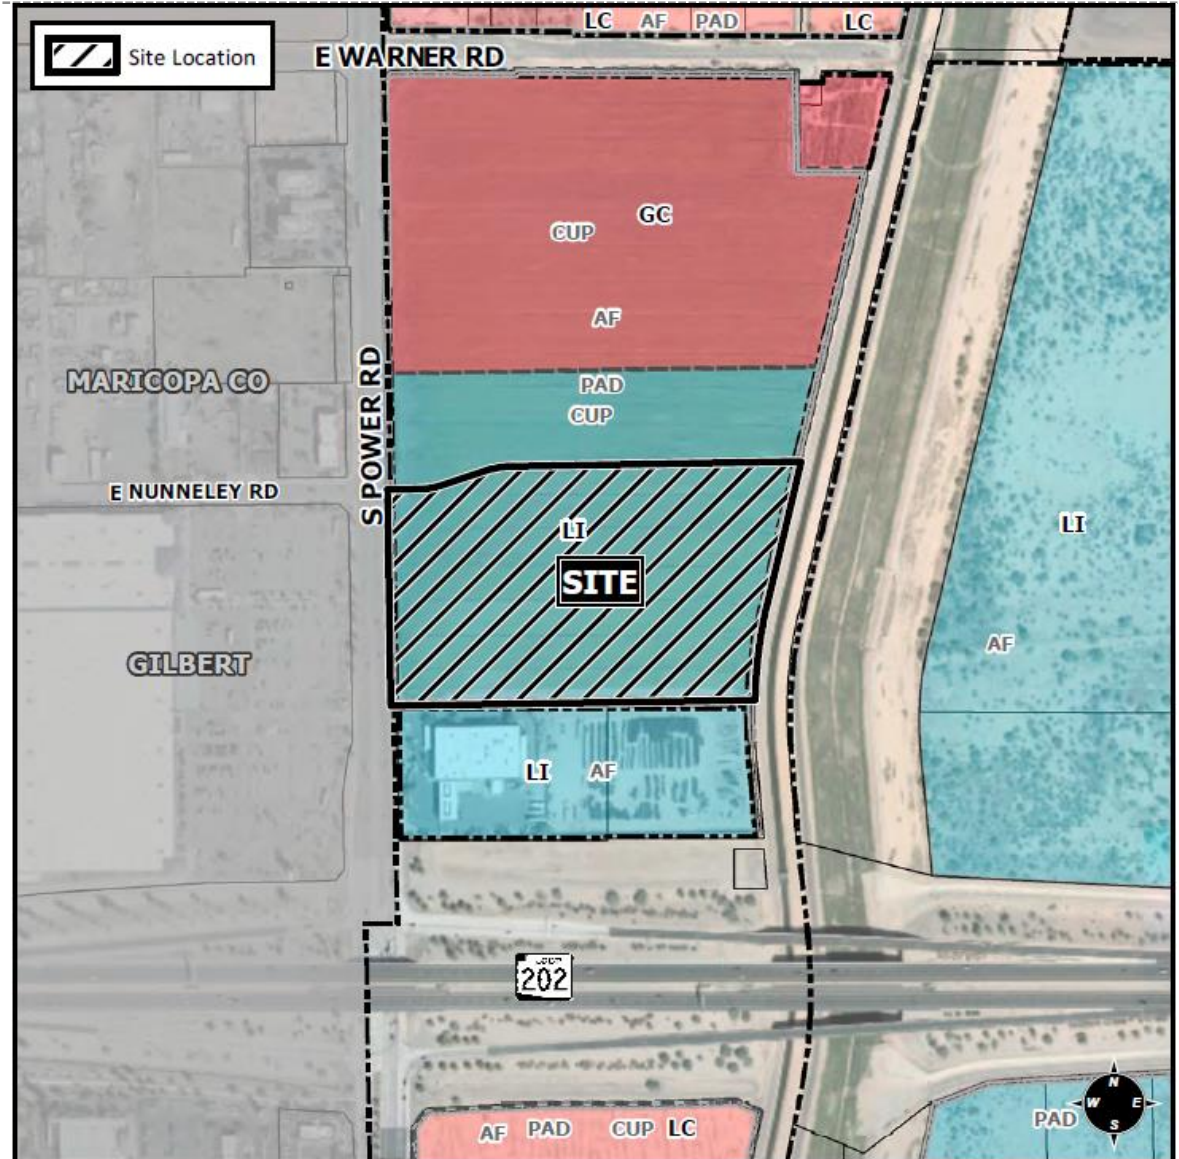 LC AF PAD LC
Site Location
E WARNER RD
GC
CUP
AF
S POWER RD
MARICOPA CO
PAD
CUP
E NUNNELEY RD
LI
LI
SITE
AF
GILBERT
LI AF
LOOP
202
N
W E
S
PAD
AF PAD CUP LC